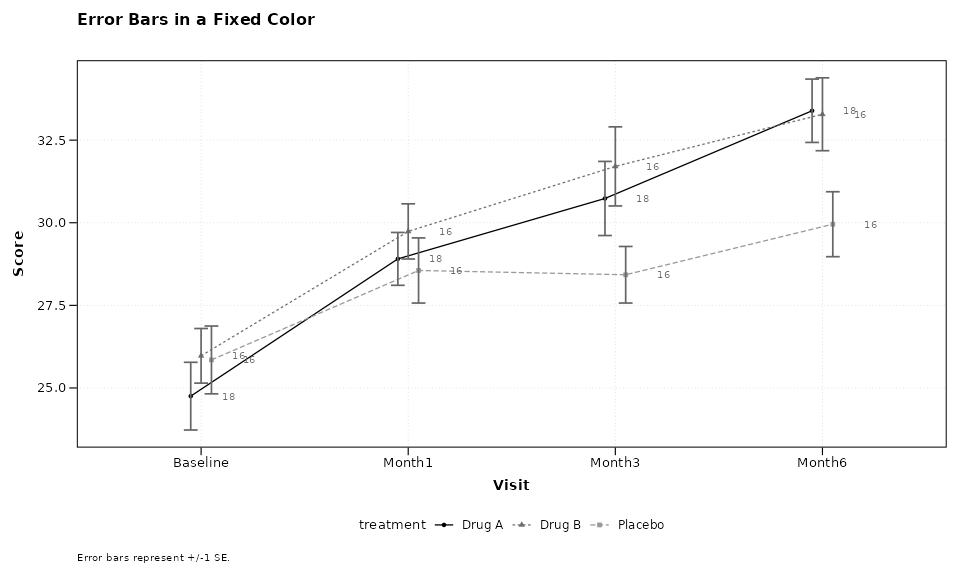 Error Bars in a Fixed Color
Score
32.5
30.0
27.5
25.0
18 16
16
18
16
16
16
18
16
16 16
18
Baseline Month1 Month3 Month6
Visit
treatment Drug A Drug B Placebo
Error bars represent +/-1 SE.